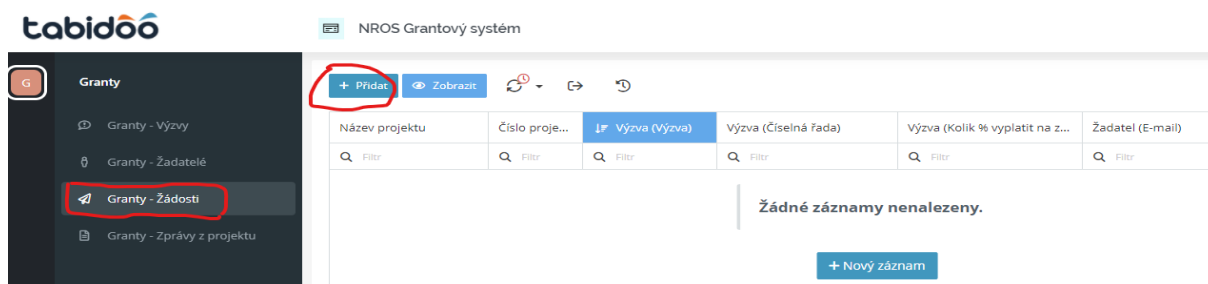 tabidoo
NROS Grantový systém
G
Granty
Granty - Výzvy
Granty - Žadatelé
Granty - Žádosti
Granty - Zprávy z projektu
+ Přidat
Zobrazit
Název projektu
Číslo proje...
Výzva (Výzva)
Výzva (Číselná řada)
Výzva (Kolik % vyplatit na z...
Žadatel (E-mail)
Filtr
Filtr
Filtr
Filtr
Filtr
Filtr
Žádné záznamy nenalezeny.
+ Nový záznam